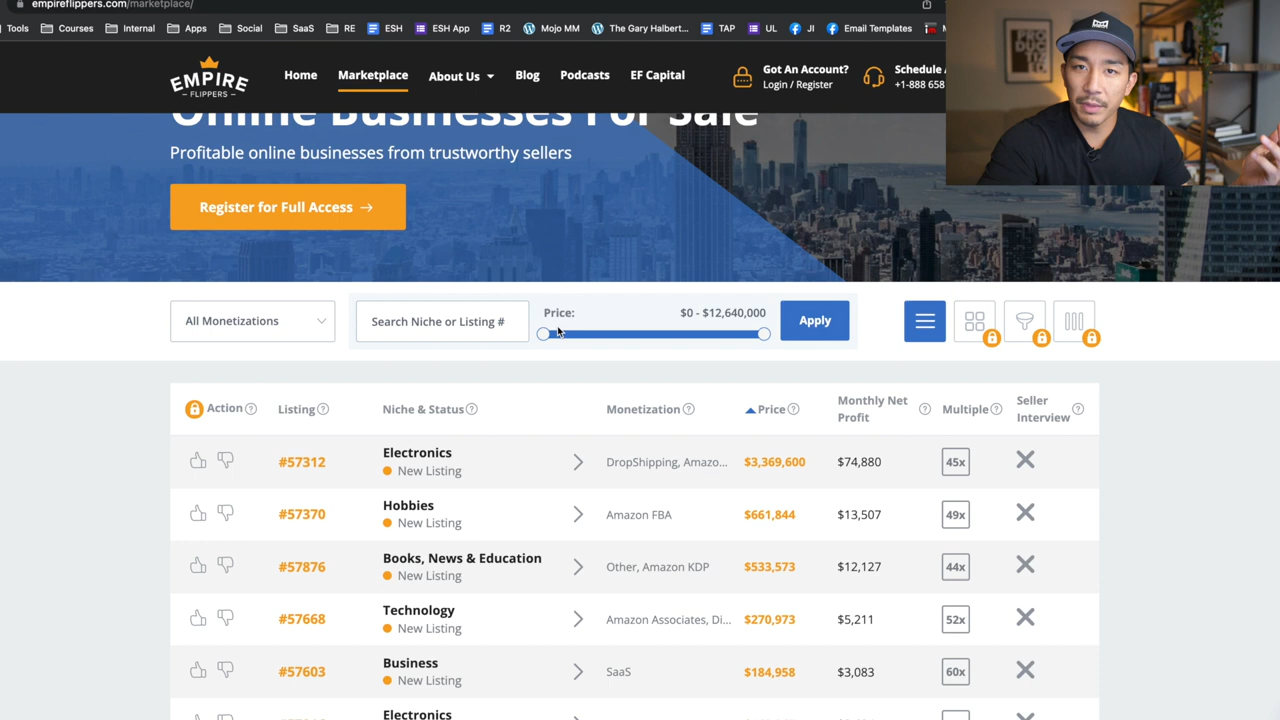 empireflippers.com/marketplace/
Tools Courses Internal Apps Social SaaS RE ESH ESH App R2 Mojo MM The Gary Halbert... TAP UL JI Email Templates
EMPIRE
FLIPPERS
Home Marketplace About Us Blog Podcasts EF Capital
Got An Account?
Login / Register
Schedule
+1-888 658
Online Businesses For Sale
Profitable online businesses from trustworthy sellers
Register for Full Access →
All Monetizations
Search Niche or Listing #
Price: $0 - $12,640,000
Apply
Action Listing Niche & Status Monetization Price Monthly Net Profit Multiple Seller Interview
#57312 Electronics DropShipping, Amazo... $3,369,600 $74,880 45x
New Listing
#57370 Hobbies Amazon FBA $661,844 $13,507 49x
New Listing
#57876 Books, News & Education Other, Amazon KDP $533,573 $12,127 44x
New Listing
#57668 Technology Amazon Associates, Di... $270,973 $5,211 52x
New Listing
#57603 Business SaaS $184,958 $3,083 60x
New Listing
Electronics